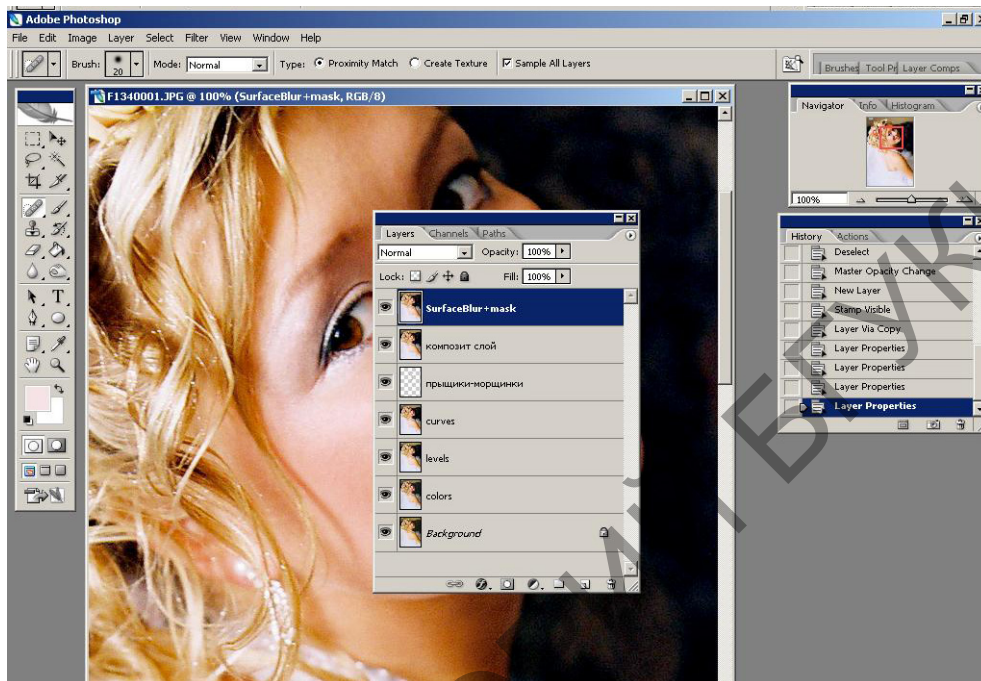 Adobe Photoshop
File Edit Image Layer Select Filter View Window Help
Brush: 20 Mode: Normal Type: Proximity Match Create Texture Sample All Layers
Brushes Tool Pr Layer Comps
F1340001.JPG @ 100% (SurfaceBlur+mask, RGB/8)
Navigator Info Histogram
100%
Layers Channels Paths
Normal Opacity: 100%
Lock: Fill: 100%
SurfaceBlur+mask
композит слой
прыщики-морщинки
curves
levels
colors
Background
History Actions
Deselect
Master Opacity Change
New Layer
Stamp Visible
Layer Via Copy
Layer Properties
Layer Properties
Layer Properties
Layer Properties
БГУК